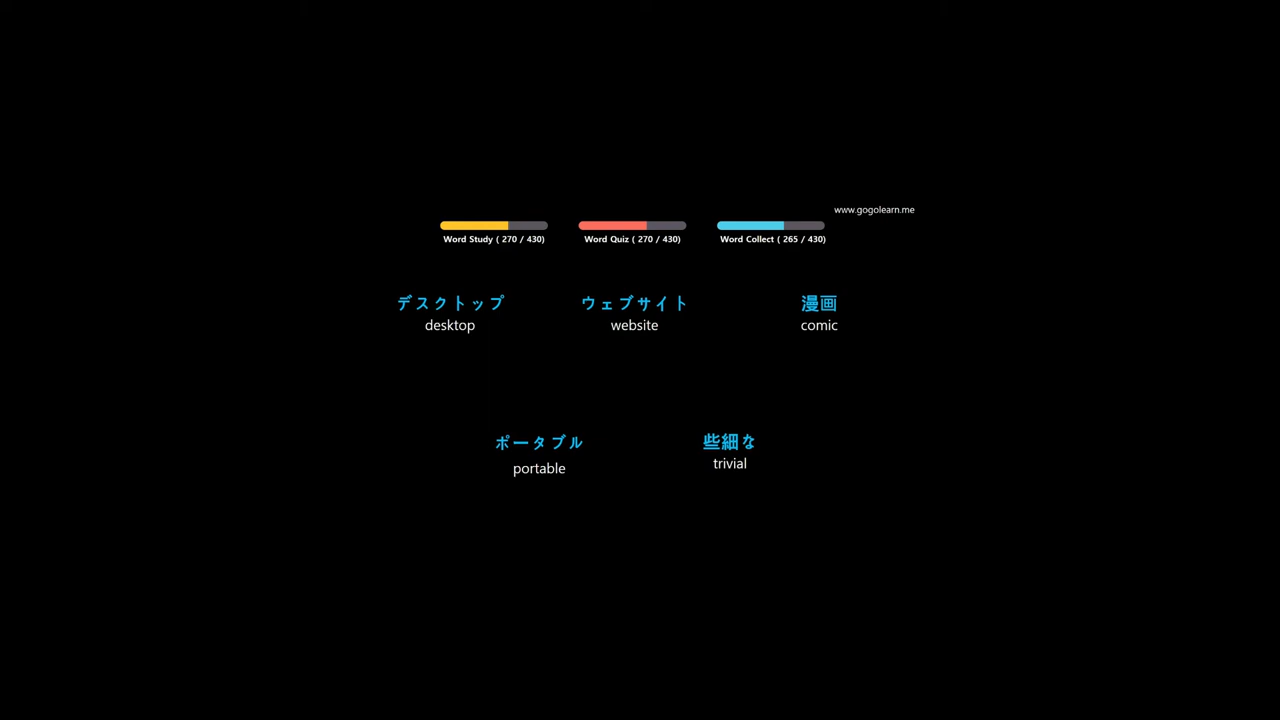 www.gogolearn.me
Word Study ( 270 / 430) Word Quiz ( 270 / 430) Word Collect ( 265 / 430)
デスクトップ ウェブサイト 漫画
desktop website comic
ポータブル 些細な
portable trivial